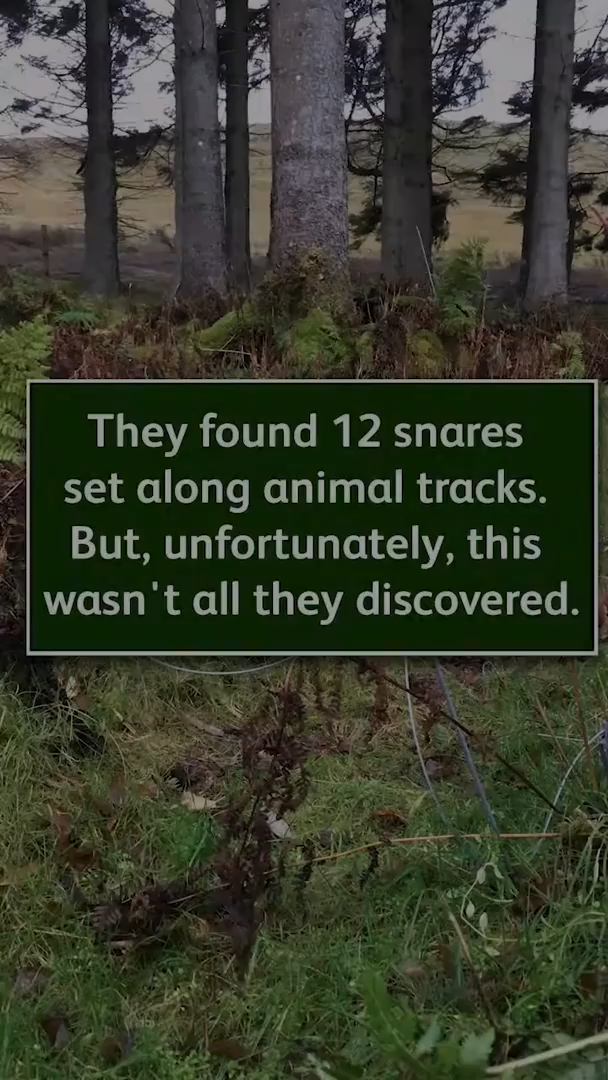 They found 12 snares
set along animal tracks.
But, unfortunately, this
wasn't all they discovered.